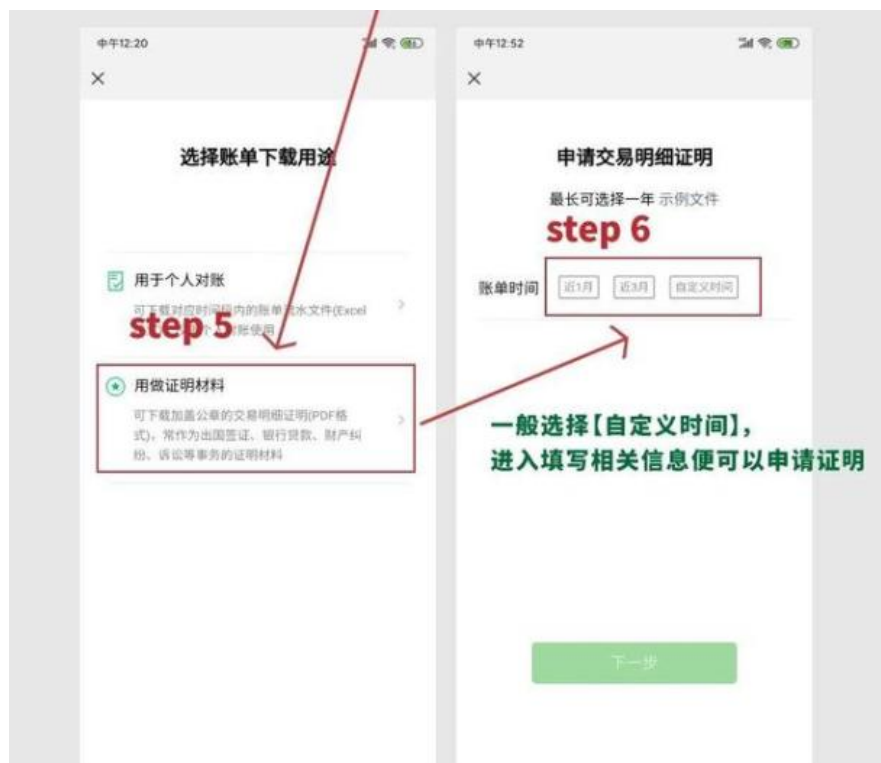 中午12:20
选择账单下载用途
用于个人对账
可下载对应时间段内的账单流水文件(Excel
对账使用
step 5
用做证明材料
可下载加盖公章的交易明细证明(PDF格
式)，常作为出国签证、银行贷款、财产纠
纷、诉讼等事务的证明材料
中午12:52
申请交易明细证明
最长可选择一年 示例文件
step 6
账单时间 近1月 近3月 自定义时间
一般选择【自定义时间】，
进入填写相关信息便可以申请证明
下一步